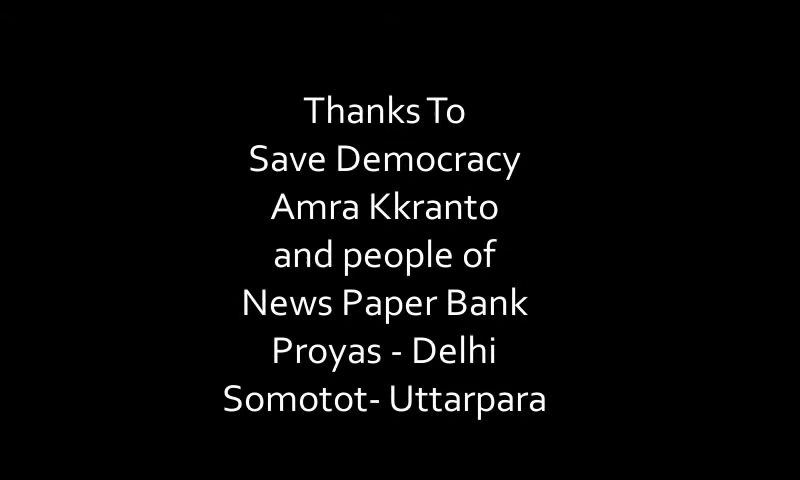 Thanks To
Save Democracy
Amra Kkranto
and people of
News Paper Bank
Proyas - Delhi
Somotot- Uttarpara